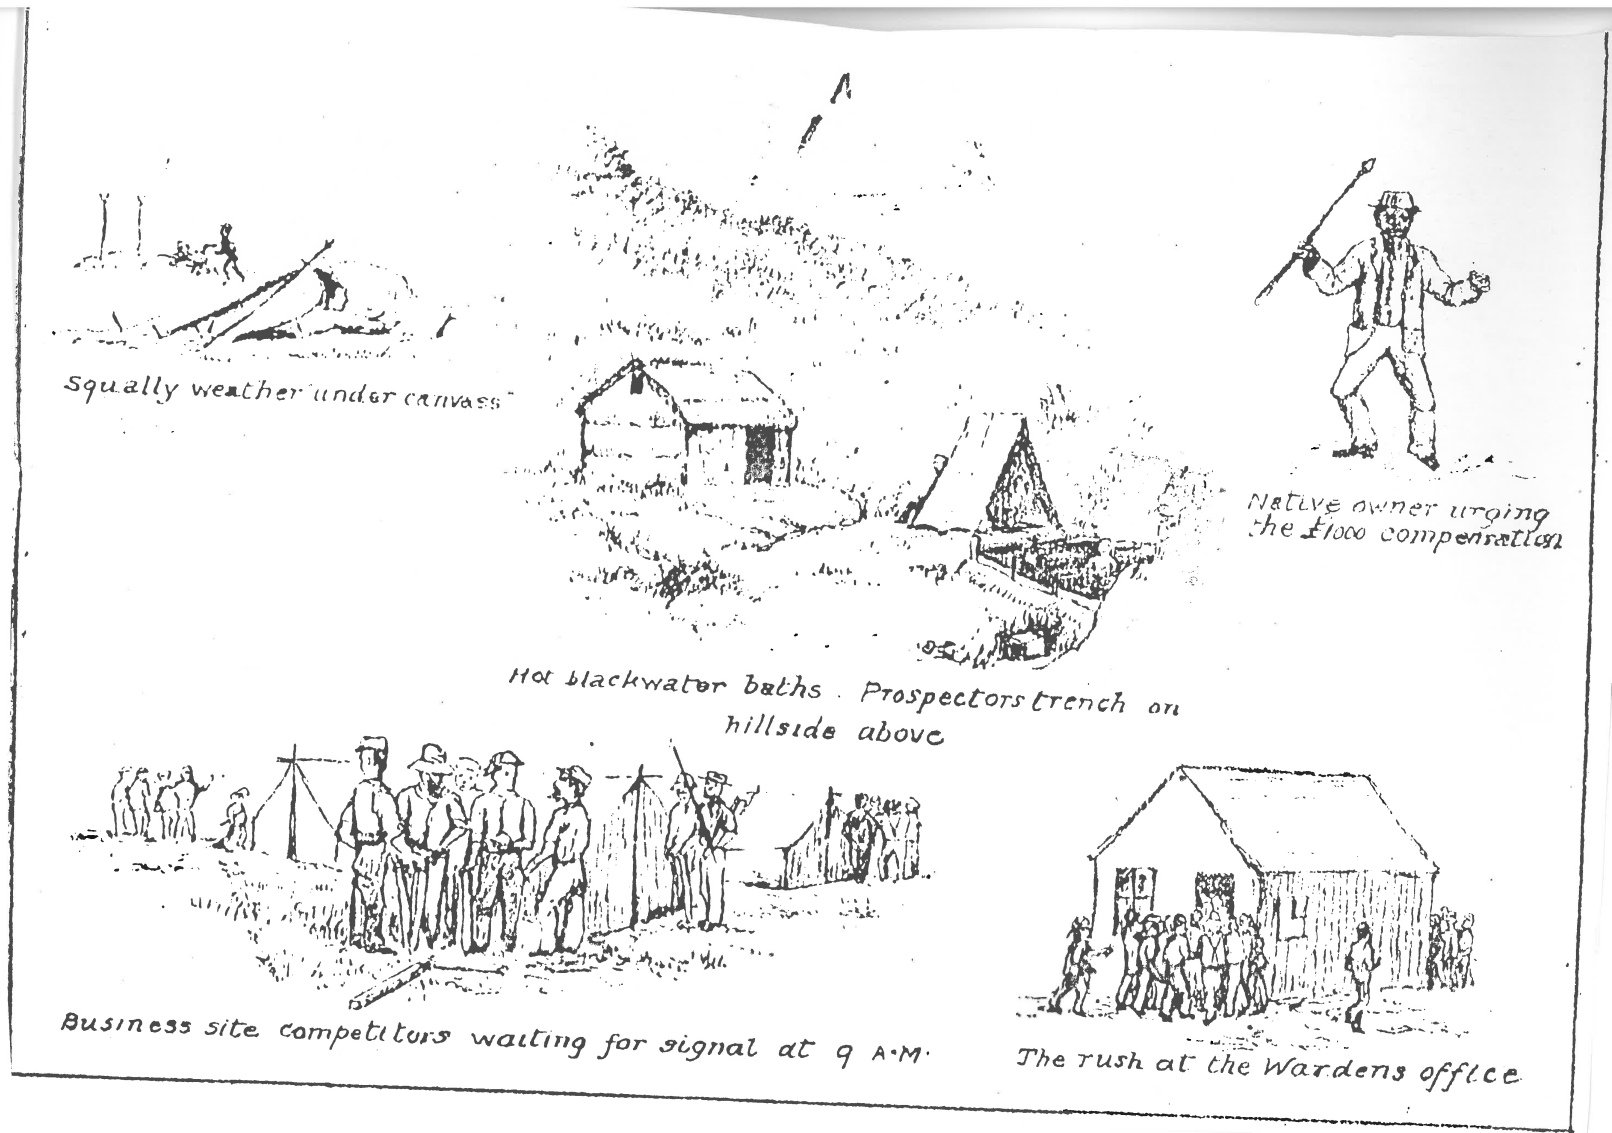 Squally weather "under canvass"
Native owner urging
the £1000 compensation
Hot blackwater baths. Prospectors trench on
hillside above
Business site competitors waiting for signal at 9 A.M.
The rush at the Wardens office